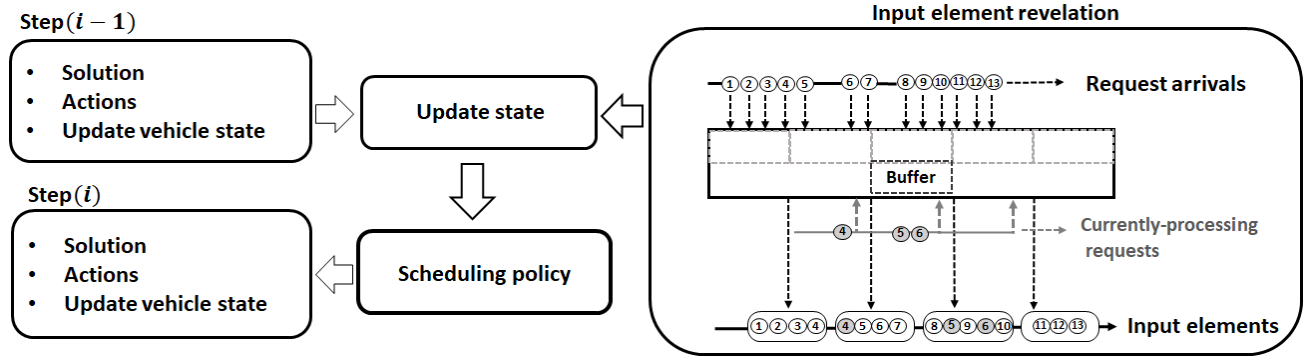 Step(i − 1)
• Solution
• Actions
• Update vehicle state
Update state
Step(i)
• Solution
• Actions
• Update vehicle state
Scheduling policy
Input element revelation
1 2 3 4 5 6 7 8 9 10 11 12 13
Request arrivals
Buffer
4 5 6
Currently-processing
requests
1 2 3 4 4 5 6 7 8 5 9 6 10 11 12 13
Input elements